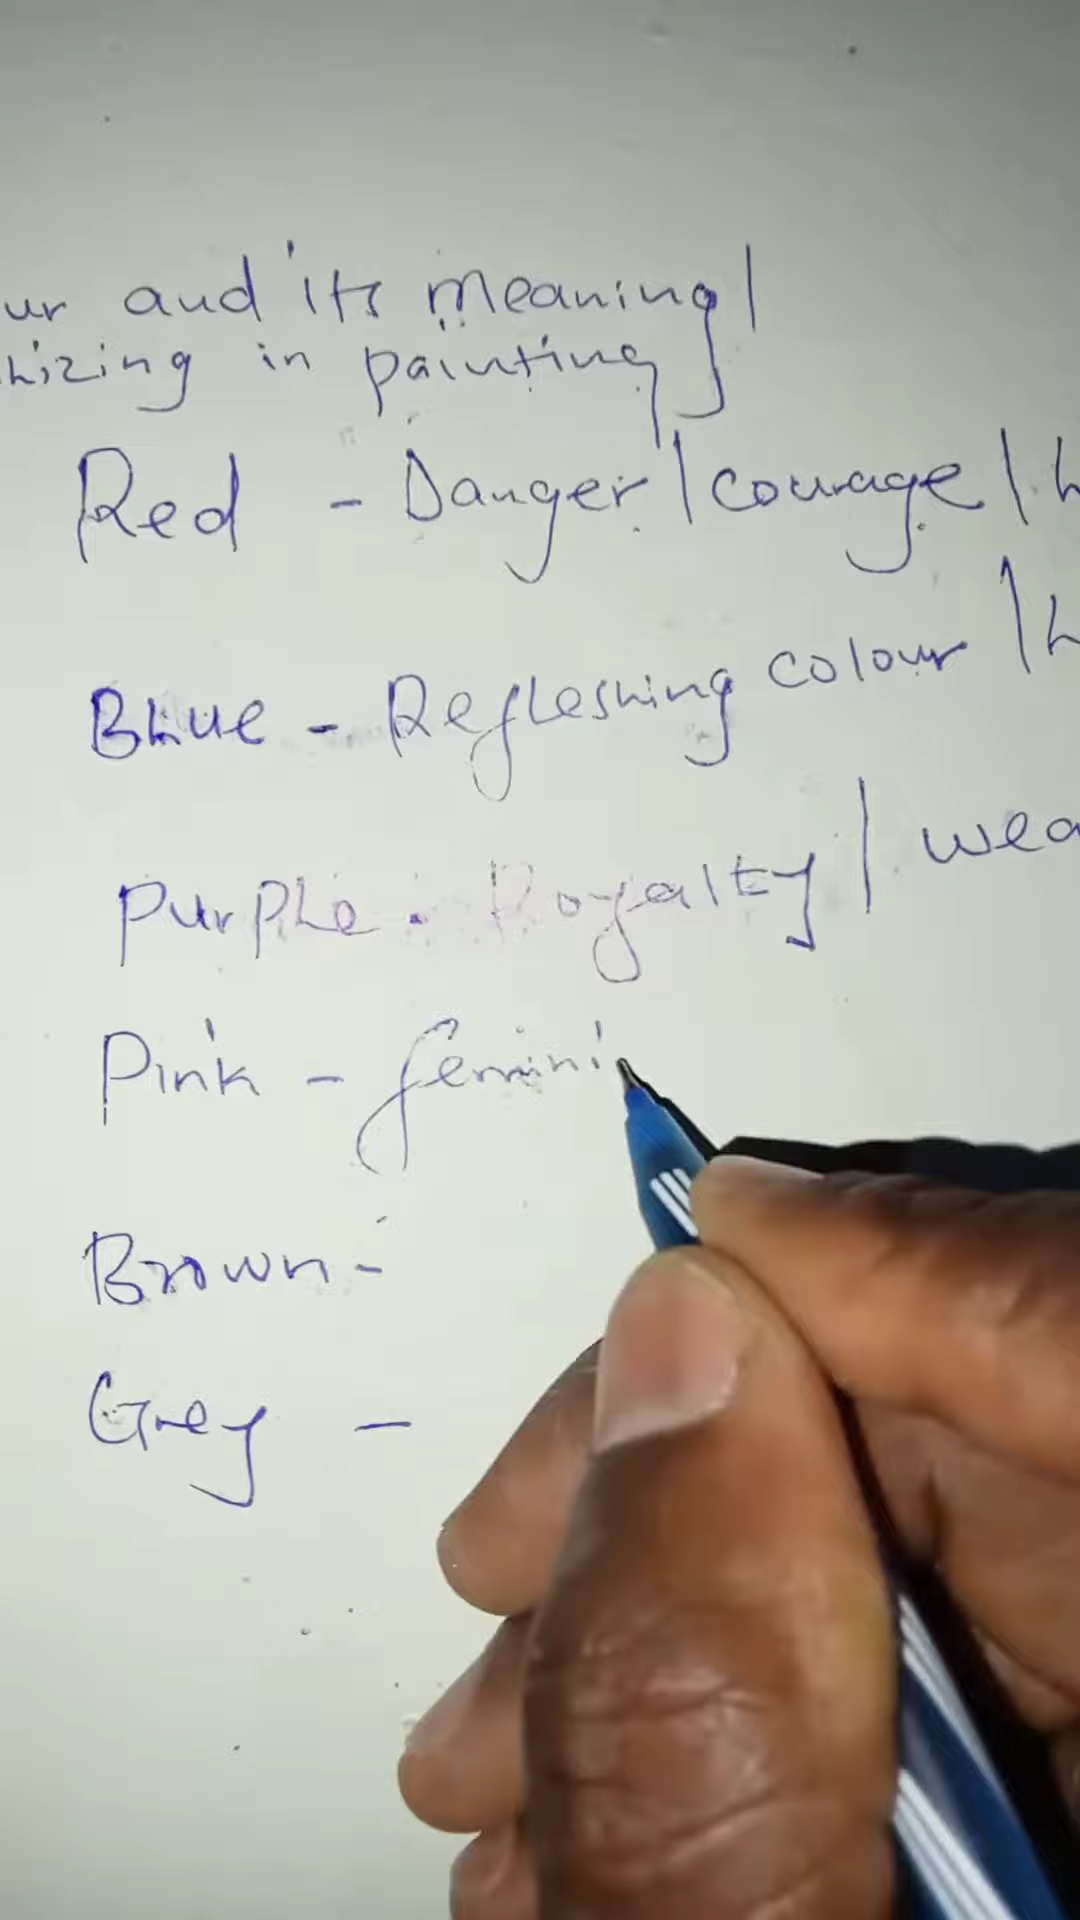 ur and its meaning/
hizing in painting
Red - Danger/courage/h
Blue - Refleshing colour/h
Purple - Royalty/wea
Pink - femini
Brown -
Grey -